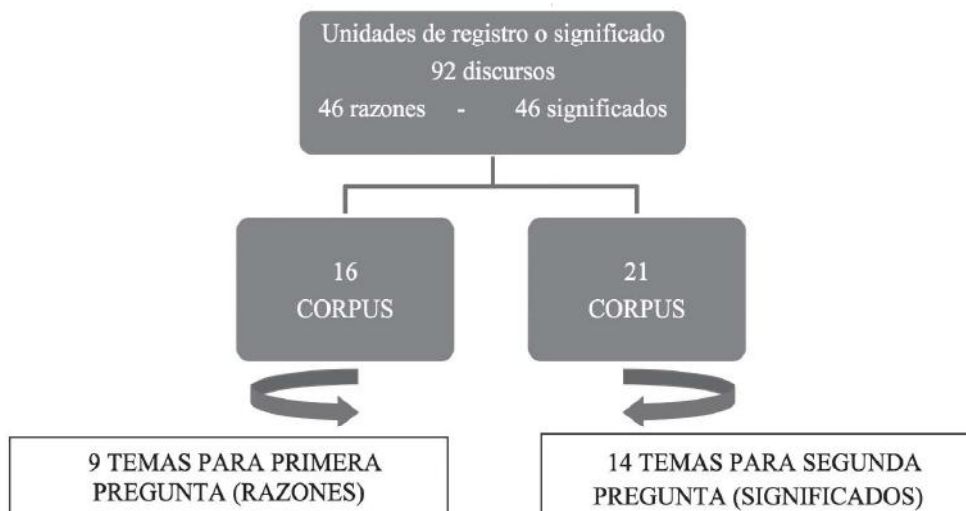 Unidades de registro o significado
92 discursos
46 razones - 46 significados
16
CORPUS
21
CORPUS
9 TEMAS PARA PRIMERA
PREGUNTA (RAZONES)
14 TEMAS PARA SEGUNDA
PREGUNTA (SIGNIFICADOS)